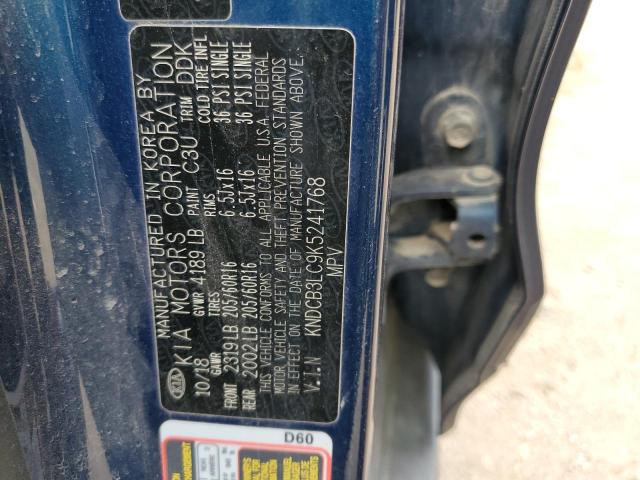 MANUFACTURED IN KOREA BY
KIA KIA MOTORS CORPORATION
10/18 GVWR 4189 LB PAINT C3U TRIM DDK
GAWR TIRES RIMS COLD TIRE INFL
FRONT 2319 LB 205/60R16 6.5Jx16 36 PSI SINGLE
REAR 2002 LB 205/60R16 6.5Jx16 36 PSI SINGLE
THIS VEHICLE CONFORMS TO ALL APPLICABLE U.S.A. FEDERAL
MOTOR VEHICLE SAFETY AND THEFT PREVENTION STANDARDS
IN EFFECT ON THE DATE OF MANUFACTURE SHOWN ABOVE.
V.I.N KNDCB3LC9K5241768
MPV
D60